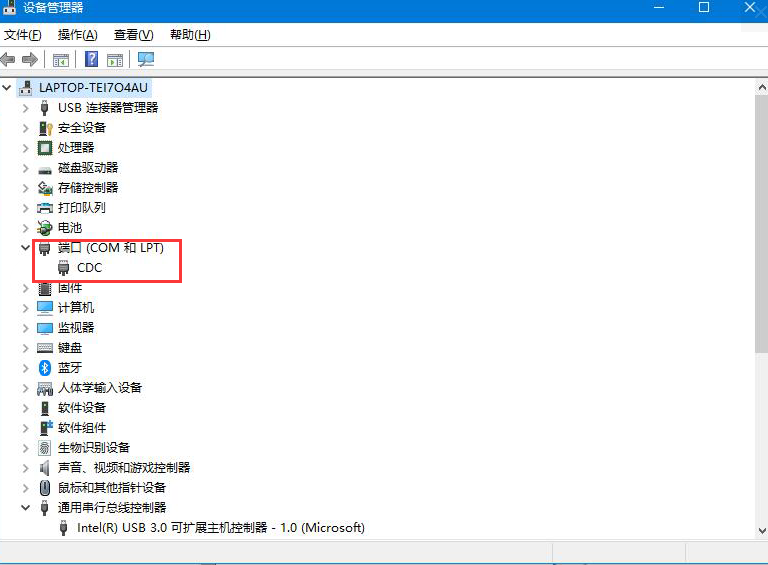 设备管理器
文件(F) 操作(A) 查看(V) 帮助(H)
LAPTOP-TEI7O4AU
USB 连接器管理器
安全设备
处理器
磁盘驱动器
存储控制器
打印队列
电池
端口 (COM 和 LPT)
CDC
固件
计算机
监视器
键盘
蓝牙
人体学输入设备
软件设备
软件组件
生物识别设备
声音、视频和游戏控制器
鼠标和其他指针设备
通用串行总线控制器
Intel(R) USB 3.0 可扩展主机控制器 - 1.0 (Microsoft)